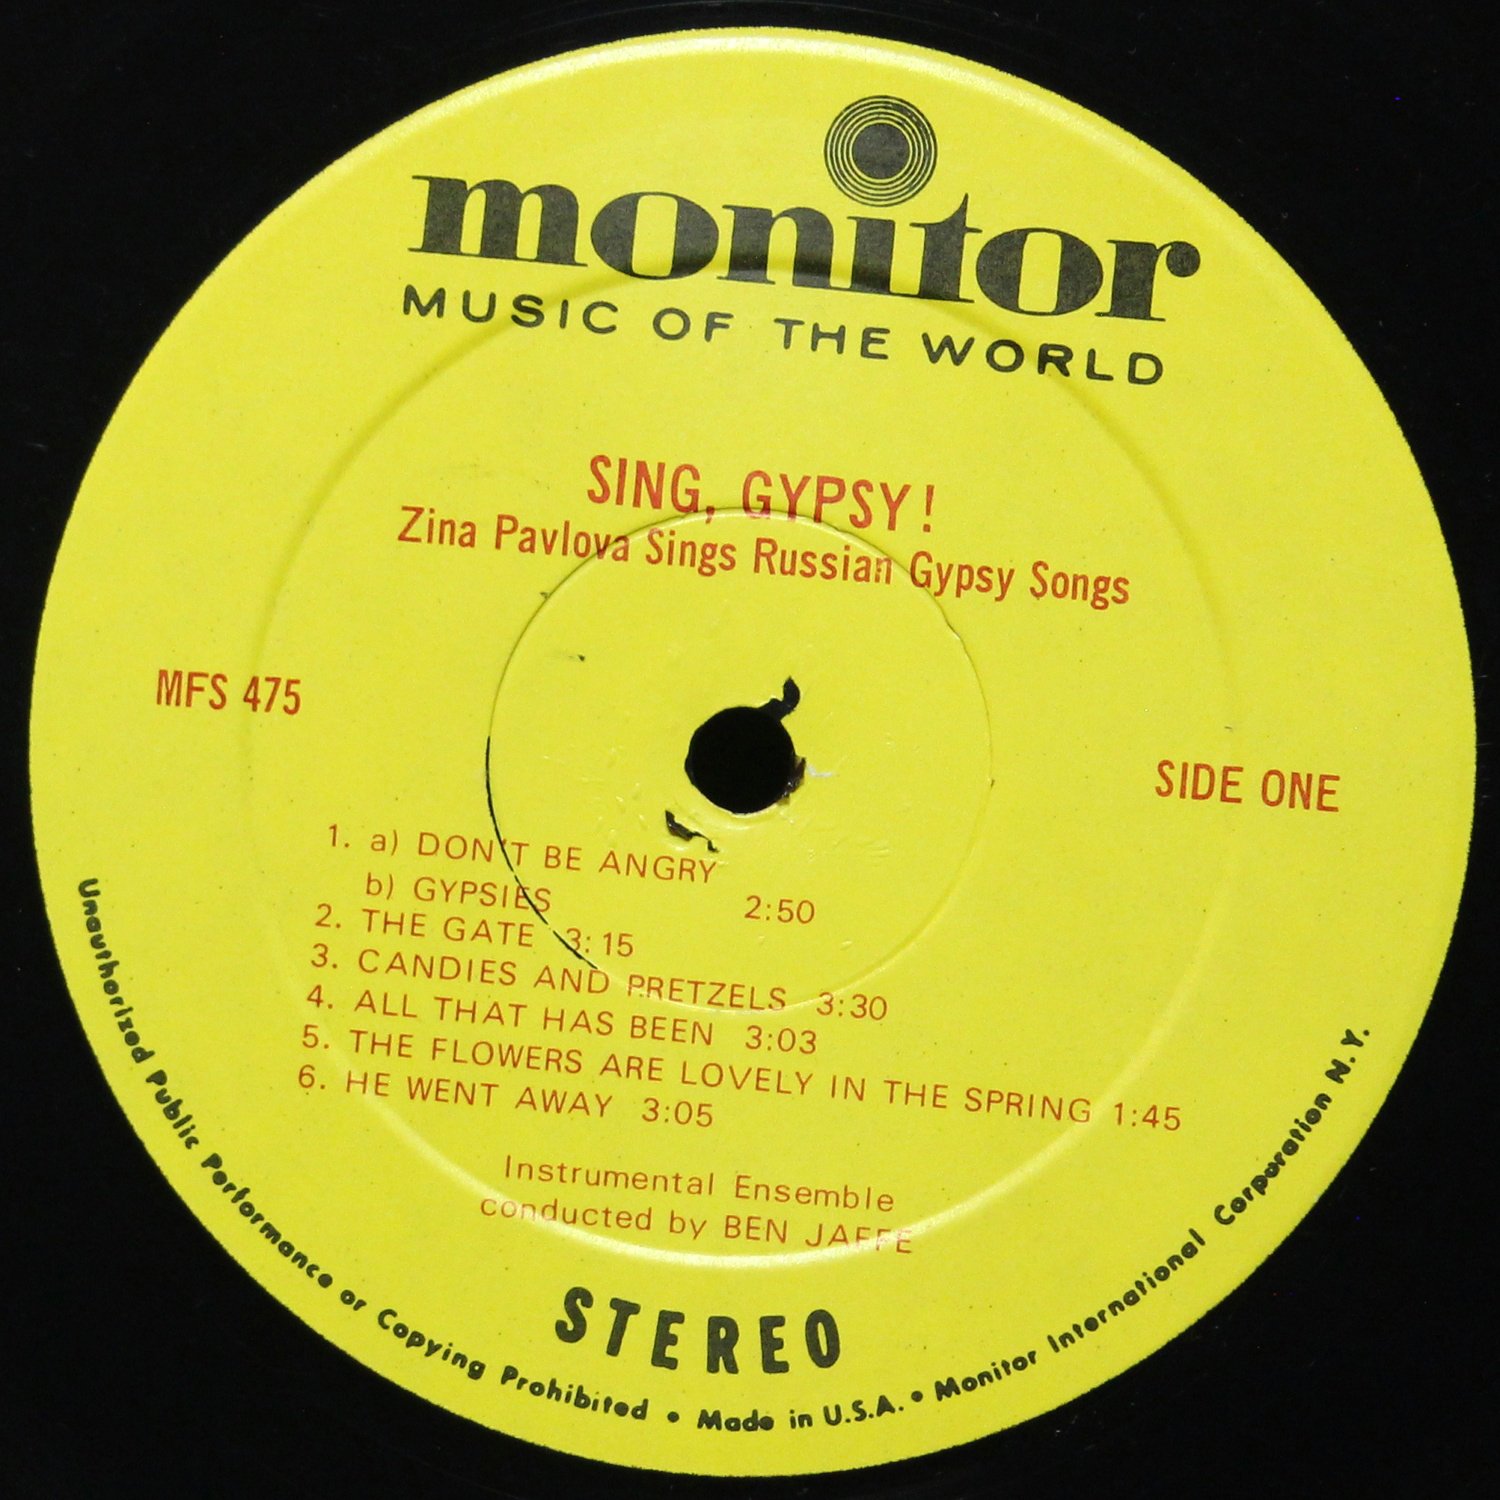 monitor
MUSIC OF THE WORLD
SING, GYPSY!
Zina Pavlova Sings Russian Gypsy Songs
MFS 475
SIDE ONE
1. a) DON'T BE ANGRY
b) GYPSIES 2:50
2. THE GATE 3:15
3. CANDIES AND PRETZELS 3:30
4. ALL THAT HAS BEEN 3:03
5. THE FLOWERS ARE LOVELY IN THE SPRING 1:45
6. HE WENT AWAY 3:05
Instrumental Ensemble
conducted by BEN JAFFE
STEREO
Unauthorized Public Performance or Copying Prohibited • Made in U.S.A. • Monitor International Corporation N.Y.